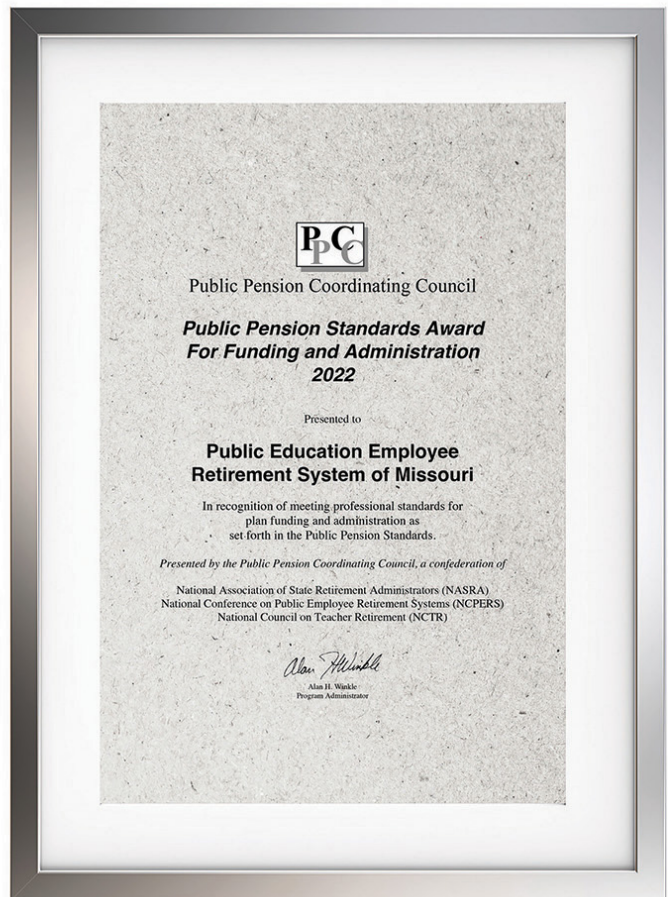 PPCC
Public Pension Coordinating Council
Public Pension Standards Award
For Funding and Administration
2022
Presented to
Public Education Employee
Retirement System of Missouri
In recognition of meeting professional standards for
plan funding and administration as
set forth in the Public Pension Standards.
Presented by the Public Pension Coordinating Council, a confederation of
National Association of State Retirement Administrators (NASRA)
National Conference on Public Employee Retirement Systems (NCPERS)
National Council on Teacher Retirement (NCTR)
Alan H Winkle
Alan H. Winkle
Program Administrator